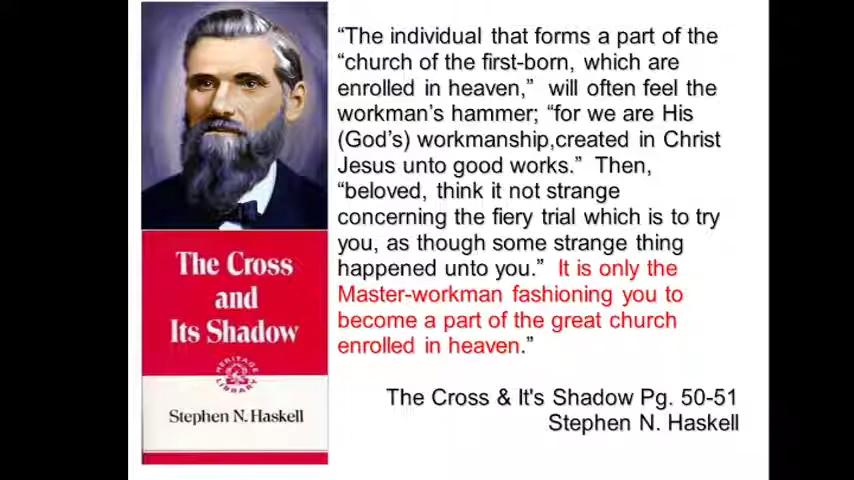 “The individual that forms a part of the
“church of the first-born, which are
enrolled in heaven,”  will often feel the
workman’s hammer; “for we are His
(God’s) workmanship,created in Christ
Jesus unto good works.”  Then,
“beloved, think it not strange
concerning the fiery trial which is to try
you, as though some strange thing
happened unto you.”  It is only the
Master-workman fashioning you to
become a part of the great church
enrolled in heaven.”
The Cross & It's Shadow Pg. 50-51
Stephen N. Haskell
The Cross
and
Its Shadow
HERITAGE
LIBRARY
Stephen N. Haskell